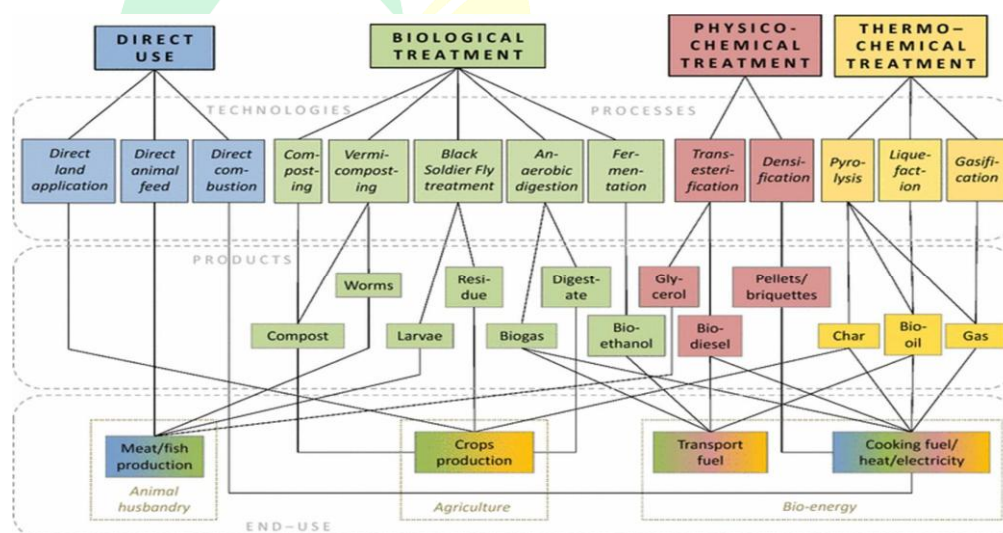 DIRECT
USE
BIOLOGICAL
TREATMENT
PHYSICO-
CHEMICAL
TREATMENT
THERMO–
CHEMICAL
TREATMENT
TECHNOLOGIES
PROCESSES
Direct
land
application
Direct
animal
feed
Direct
com-
bustion
Com-
post-
ing
Vermi-
compost-
ing
Black
Soldier Fly
treatment
An-
aerobic
digestion
Fer-
men-
tation
Trans-
esteri-
fication
Densi-
fication
Pyro-
lysis
Lique-
fact-
ion
Gasifi-
cation
PRODUCTS
Worms
Resi-
due
Digest-
ate
Gly-
cerol
Pellets/
briquettes
Compost
Larvae
Biogas
Bio-
ethanol
Bio-
diesel
Char
Bio-
oil
Gas
Meat/fish
production
Crops
production
Transport
fuel
Cooking fuel/
heat/electricity
Animal
husbandry
Agriculture
Bio-energy
END–USE